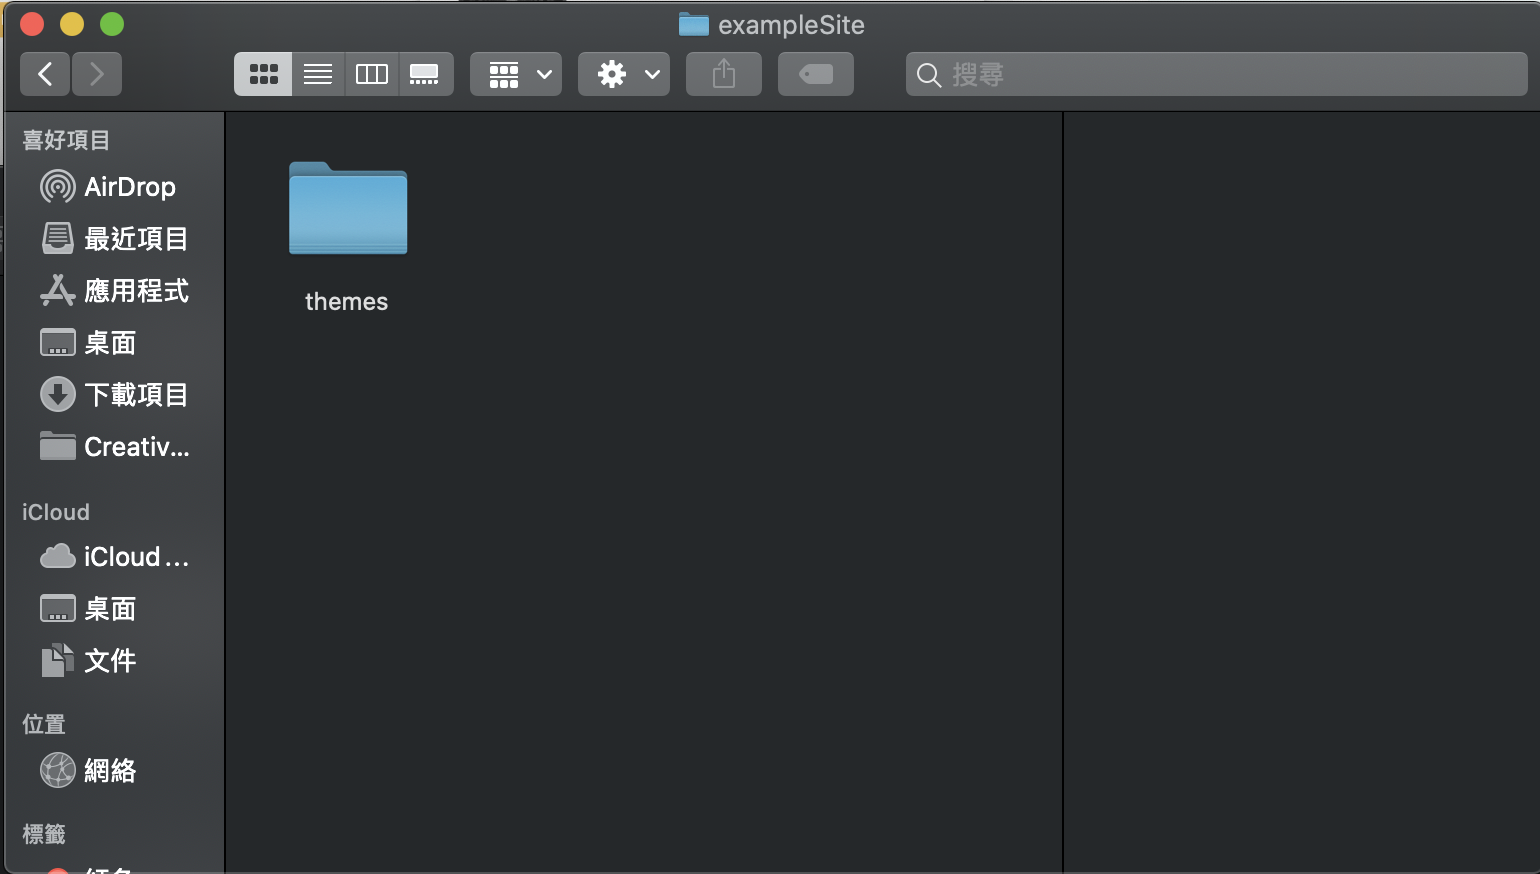 exampleSite
搜尋
喜好項目
AirDrop
最近項目
應用程式
桌面
下載項目
Creativ...
iCloud
iCloud...
桌面
文件
位置
網絡
標籤
themes